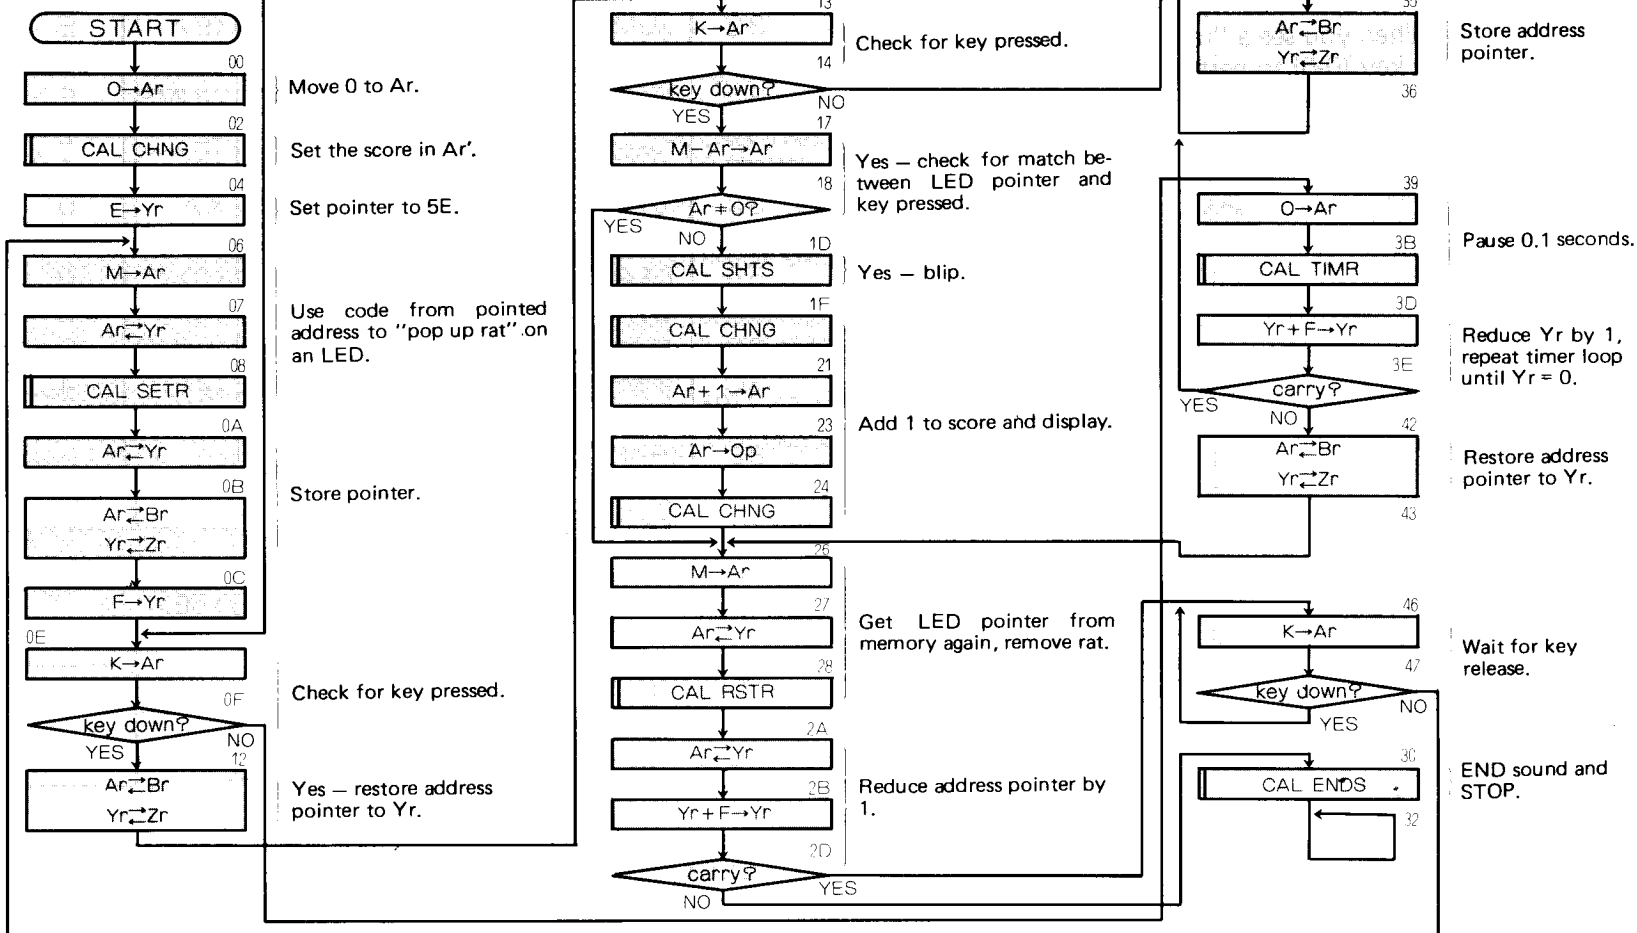 START
00
O→Ar
Move 0 to Ar.
02
CAL CHNG
Set the score in Ar'.
04
E→Yr
Set pointer to 5E.
06
M→Ar
07
Ar⇄Yr
08
CAL SETR
Use code from pointed
address to "pop up rat" on
an LED.
0A
Ar⇄Yr
0B
Ar⇄Br
Yr⇄Zr
Store pointer.
0C
F→Yr
0E
K→Ar
0F
key down?
YES
NO
Check for key pressed.
12
Ar⇄Br
Yr⇄Zr
Yes – restore address
pointer to Yr.
13
K→Ar
Check for key pressed.
14
key down?
NO
YES
17
M–Ar→Ar
18
Ar≠0?
YES
NO
Yes – check for match be-
tween LED pointer and
key pressed.
1D
CAL SHTS
Yes – blip.
1F
CAL CHNG
21
Ar+1→Ar
23
Ar→Op
24
CAL CHNG
Add 1 to score and display.
26
M→Ar
27
Ar⇄Yr
28
CAL RSTR
Get LED pointer from
memory again, remove rat.
2A
Ar⇄Yr
2B
Yr+F→Yr
Reduce address pointer by
1.
2D
carry?
YES
NO
35
Ar⇄Br
Yr⇄Zr
36
Store address
pointer.
39
O→Ar
3B
CAL TIMR
Pause 0.1 seconds.
3D
Yr+F→Yr
3E
carry?
YES
NO
Reduce Yr by 1,
repeat timer loop
until Yr = 0.
42
Ar⇄Br
Yr⇄Zr
43
Restore address
pointer to Yr.
46
K→Ar
47
key down?
NO
YES
Wait for key
release.
30
CAL ENDS
32
END sound and
STOP.